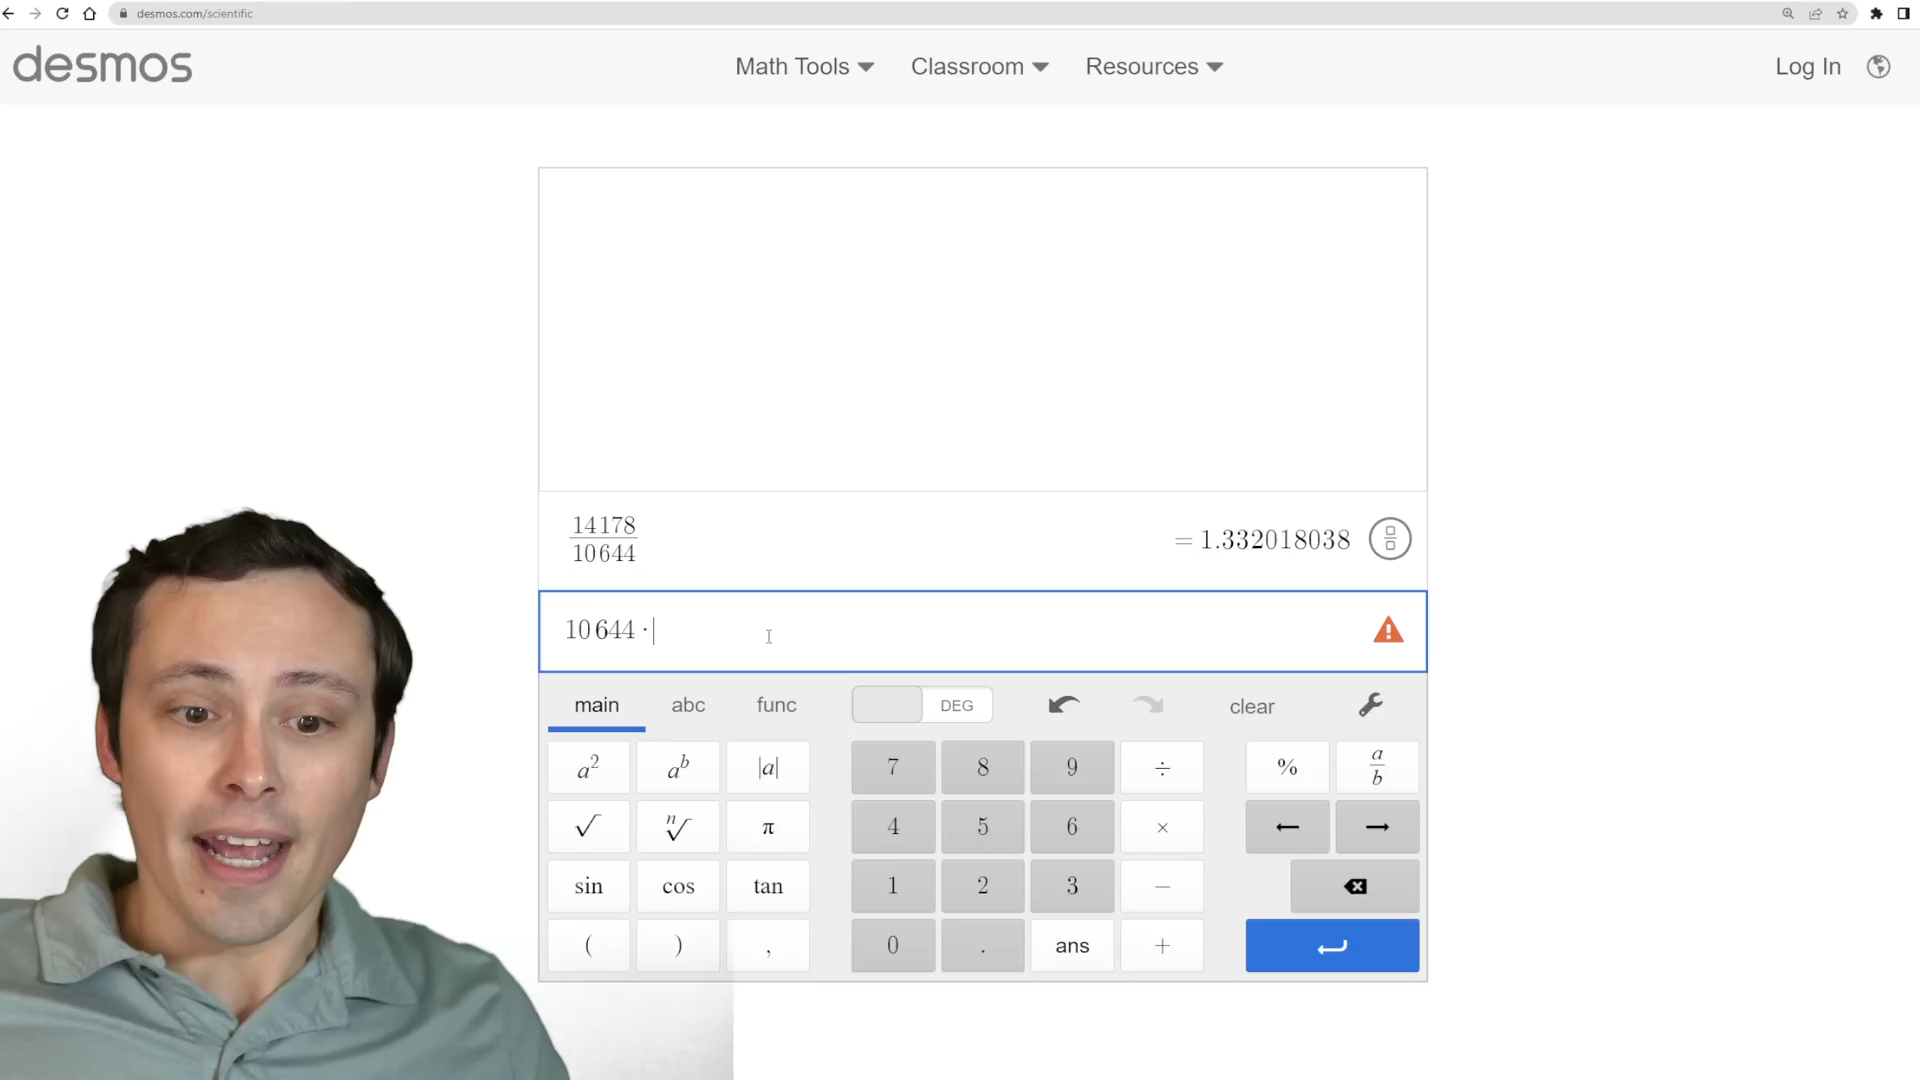 desmos.com/scientific
desmos
Math Tools
Classroom
Resources
Log In
14178
10644
= 1.332018038
10644 ·
main
abc
func
DEG
clear
a² aᵇ |a| 7 8 9 ÷ % a/b
√ ⁿ√ π 4 5 6 × ← →
sin cos tan 1 2 3 −
( ) , 0 . ans +